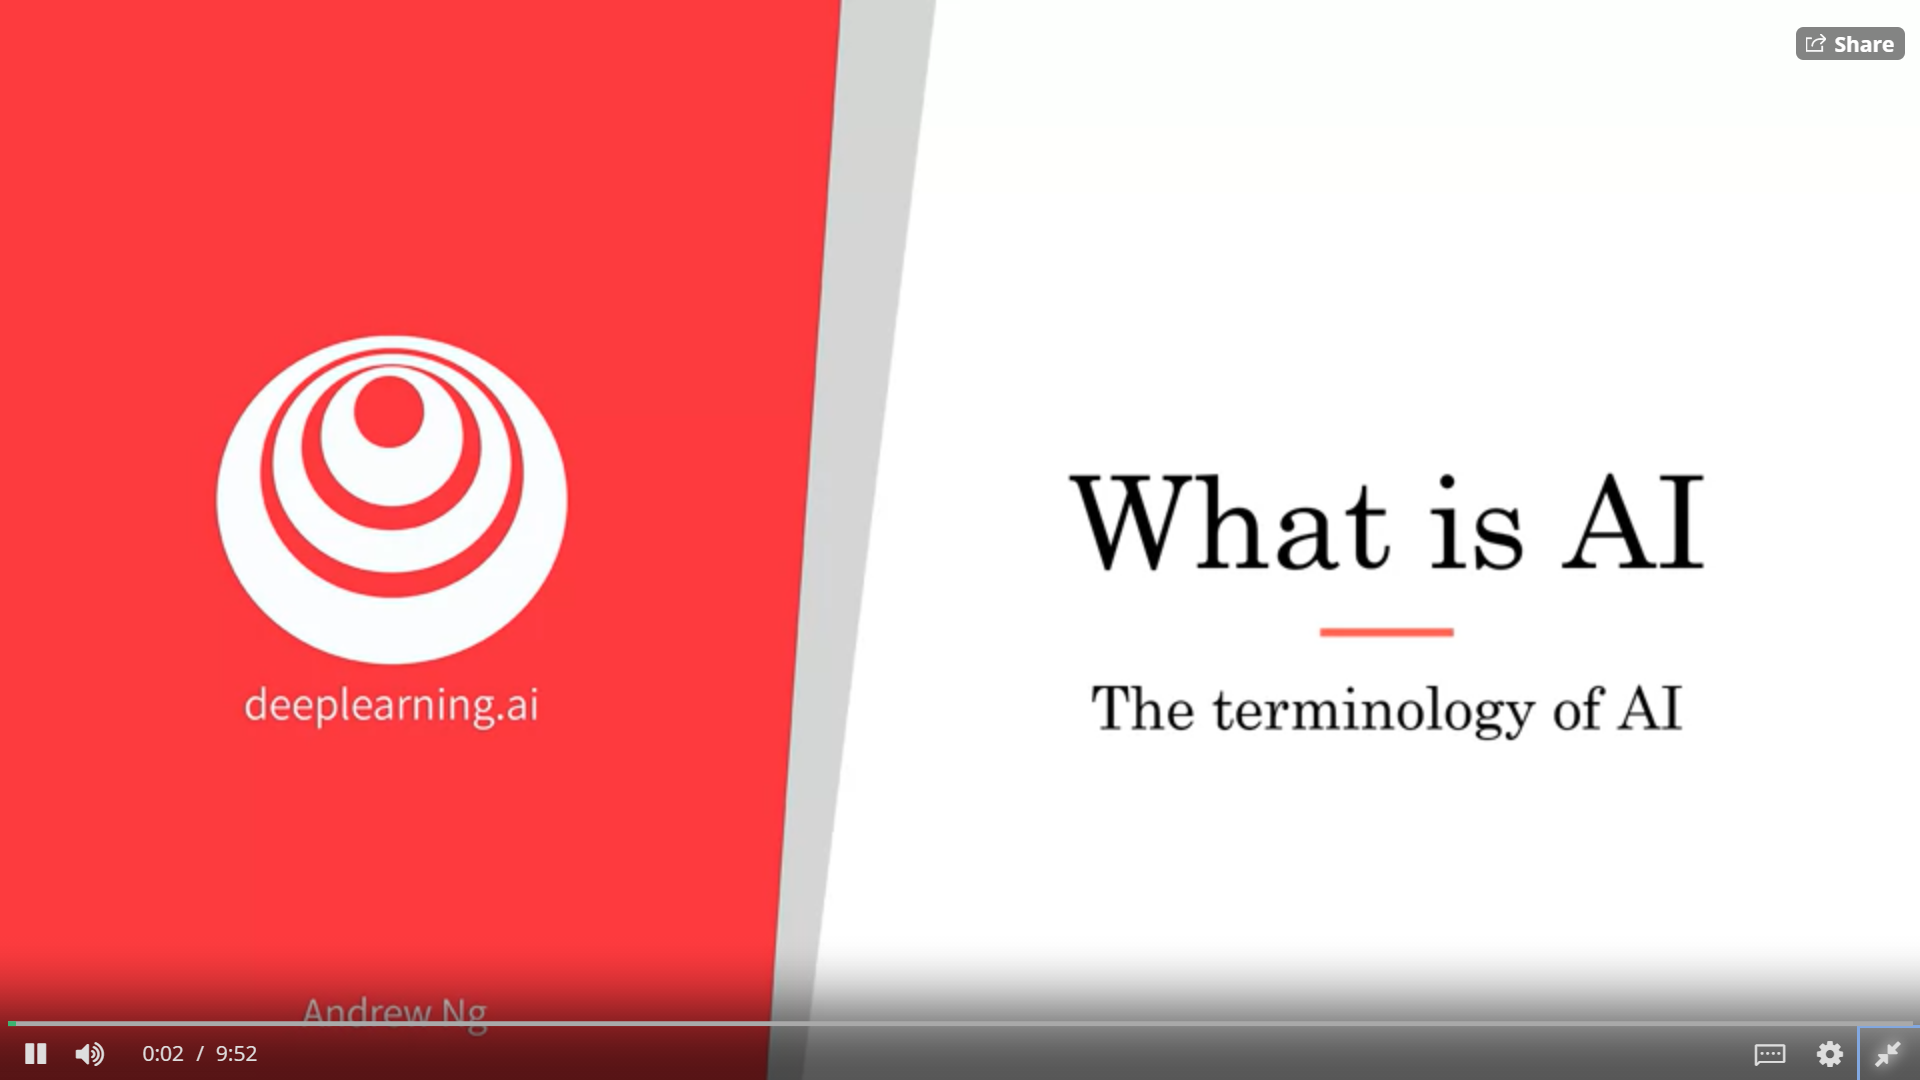 Share
deeplearning.ai
What is AI
The terminology of AI
Andrew Ng
0:02 / 9:52